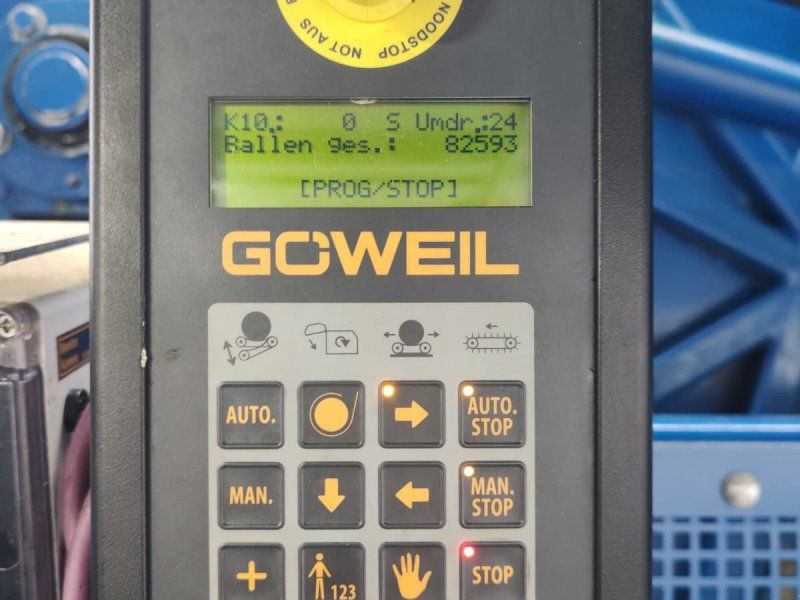 NOODSTOP NOT AUS
K10.: 0 S Umdr.:24
Ballen ges.: 82593
[PROG/STOP]
GÖWEIL
AUTO.
AUTO. STOP
MAN.
MAN. STOP
+
123
STOP